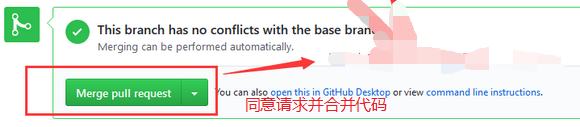 This branch has no conflicts with the base bran
Merging can be performed automatically.
Merge pull request
You can also open this in GitHub Desktop or view command line instructions.
同意请求并合并代码